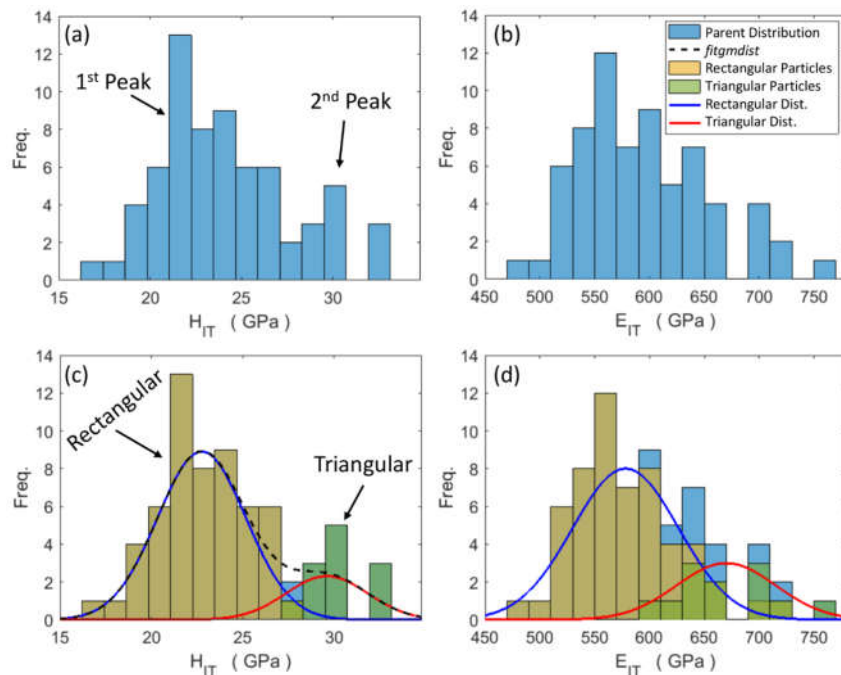 (a)
1st Peak
2nd Peak
Freq.
14
12
10
8
6
4
2
0
15 20 25 30
HIT ( GPa )
(b)
Parent Distribution
fitgmdist
Rectangular Particles
Triangular Particles
Rectangular Dist.
Triangular Dist.
Freq.
14
12
10
8
6
4
2
0
450 500 550 600 650 700 750
EIT ( GPa )
(c)
Rectangular
Triangular
Freq.
14
12
10
8
6
4
2
0
15 20 25 30
HIT ( GPa )
(d)
Freq.
14
12
10
8
6
4
2
0
450 500 550 600 650 700 750
EIT ( GPa )